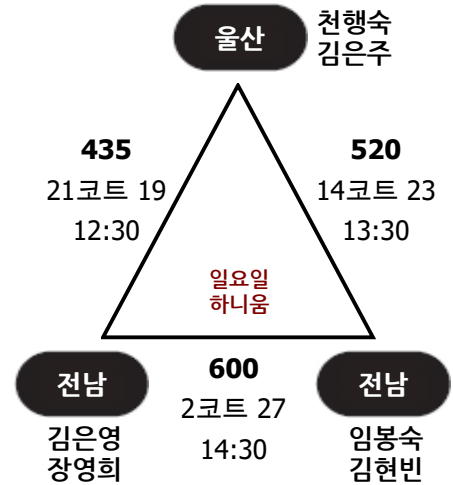 울산
천행숙
김은주
435
21코트 19
12:30
520
14코트 23
13:30
일요일
하니움
전남
김은영
장영희
600
2코트 27
14:30
전남
임봉숙
김현빈